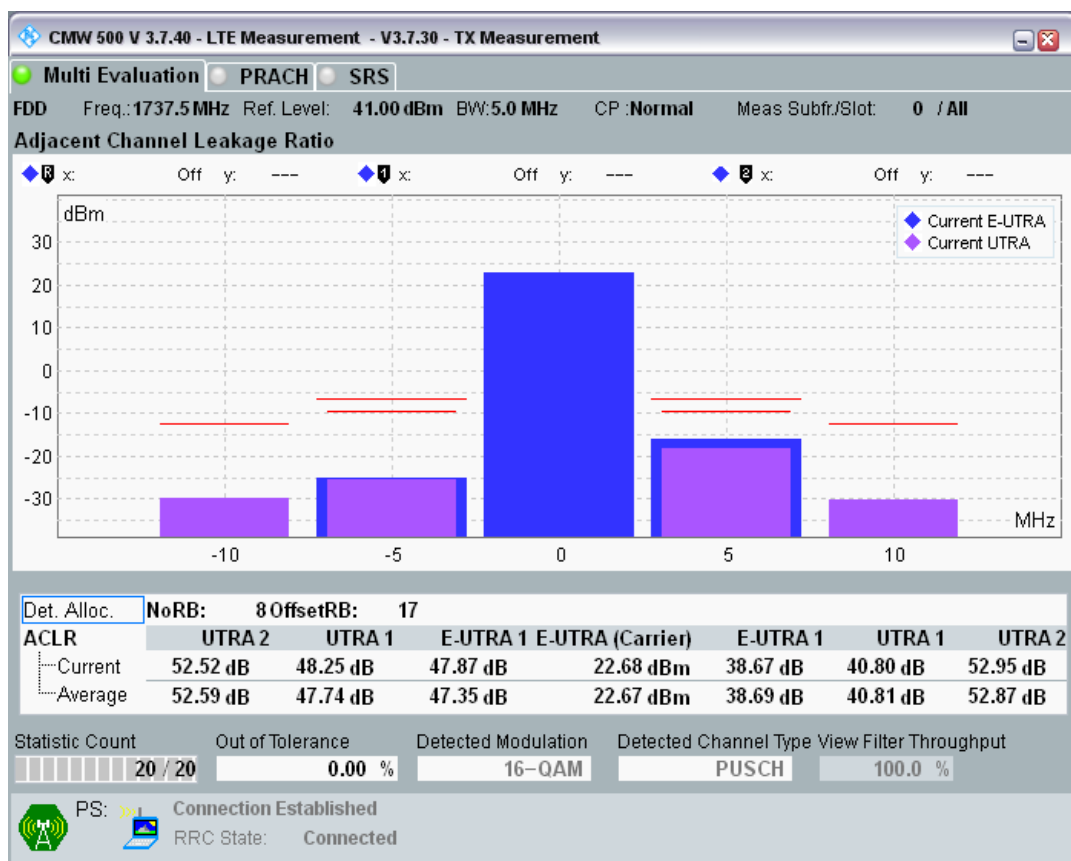 CMW 500 V 3.7.40 - LTE Measurement - V3.7.30 - TX Measurement
Multi Evaluation PRACH SRS
FDD Freq.: 1737.5 MHz Ref. Level: 41.00 dBm BW: 5.0 MHz CP : Normal Meas Subfr./Slot: 0 / All
Adjacent Channel Leakage Ratio
R x: Off y: --- 1 x: Off y: --- 2 x: Off y: ---
dBm
Current E-UTRA
Current UTRA
30
20
10
0
-10
-20
-30
MHz
-10 -5 0 5 10
Det. Alloc. NoRB: 8 OffsetRB: 17
ACLR UTRA 2 UTRA 1 E-UTRA 1 E-UTRA (Carrier) E-UTRA 1 UTRA 1 UTRA 2
Current 52.52 dB 48.25 dB 47.87 dB 22.68 dBm 38.67 dB 40.80 dB 52.95 dB
Average 52.59 dB 47.74 dB 47.35 dB 22.67 dBm 38.69 dB 40.81 dB 52.87 dB
Statistic Count Out of Tolerance Detected Modulation Detected Channel Type View Filter Throughput
20 / 20 0.00 % 16-QAM PUSCH 100.0 %
PS: Connection Established
RRC State: Connected